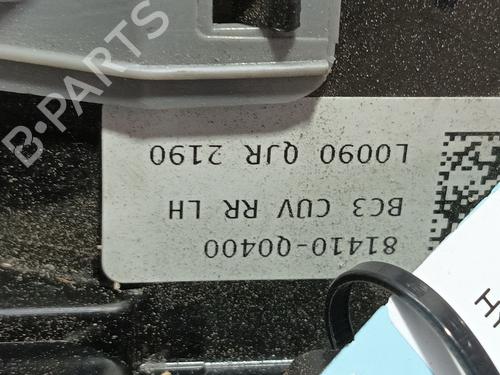 81410-Q0400
BC3 CUV RR LH
L0090 QJR 2190
B-PARTS